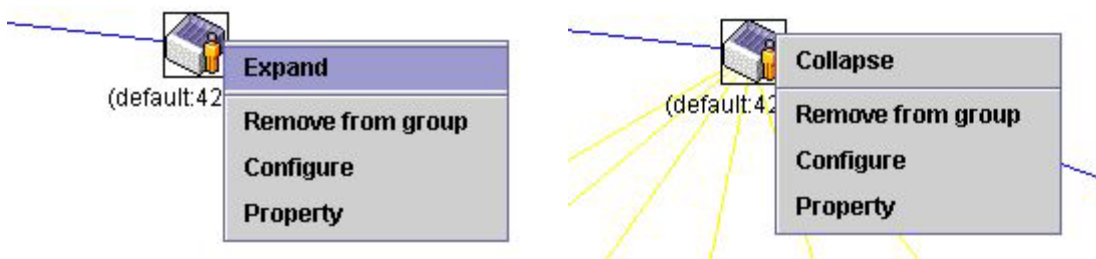 Expand
(default:42
Remove from group
Configure
Property
Collapse
(default:42
Remove from group
Configure
Property